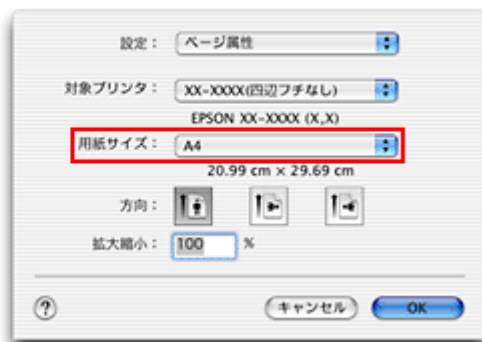 設定： ページ属性
対象プリンタ： XX-XXXX(四辺フチなし)
EPSON XX-XXXX (X,X)
用紙サイズ： A4
20.99 cm × 29.69 cm
方向：
拡大縮小： 100 %
?
キャンセル OK